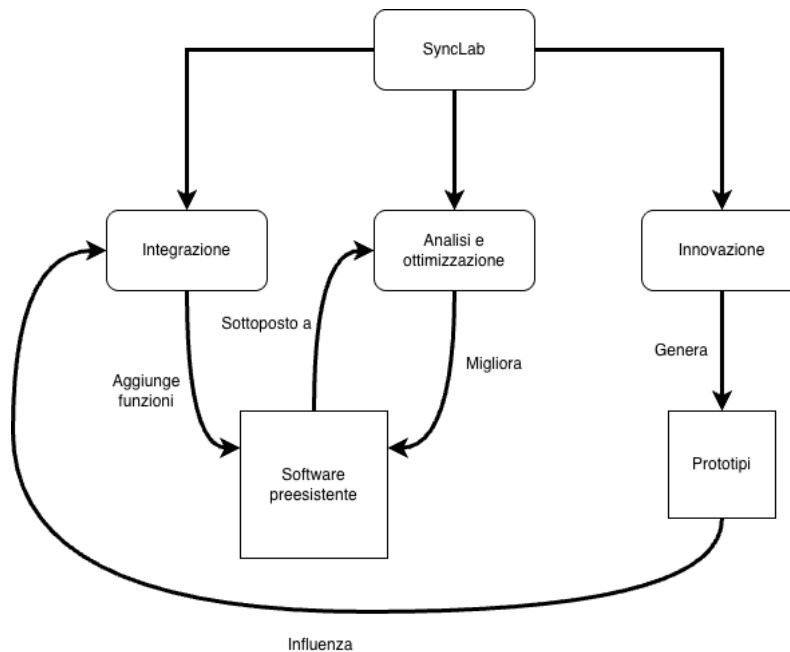 SyncLab
Integrazione
Analisi e
ottimizzazione
Innovazione
Sottoposto a
Aggiunge
funzioni
Migliora
Genera
Software
preesistente
Prototipi
Influenza